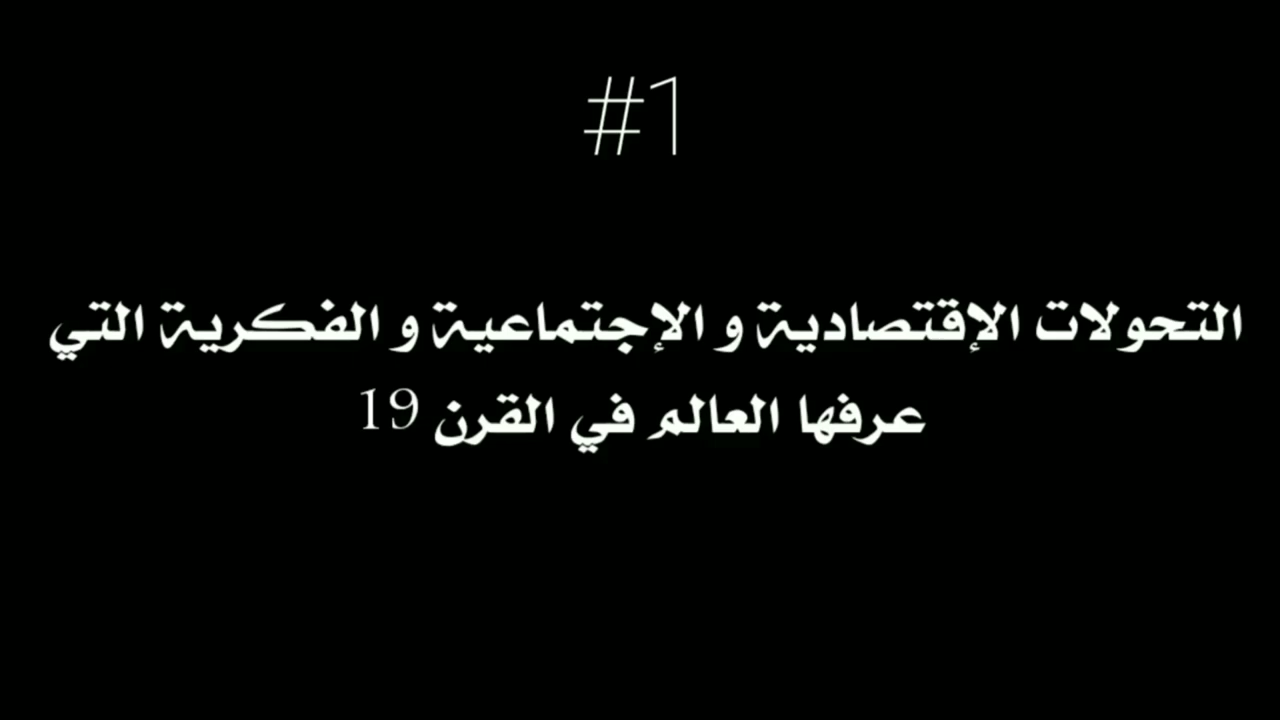 #1
التحولات الإقتصادية و الإجتماعية و الفكرية التي
عرفها العالم في القرن 19